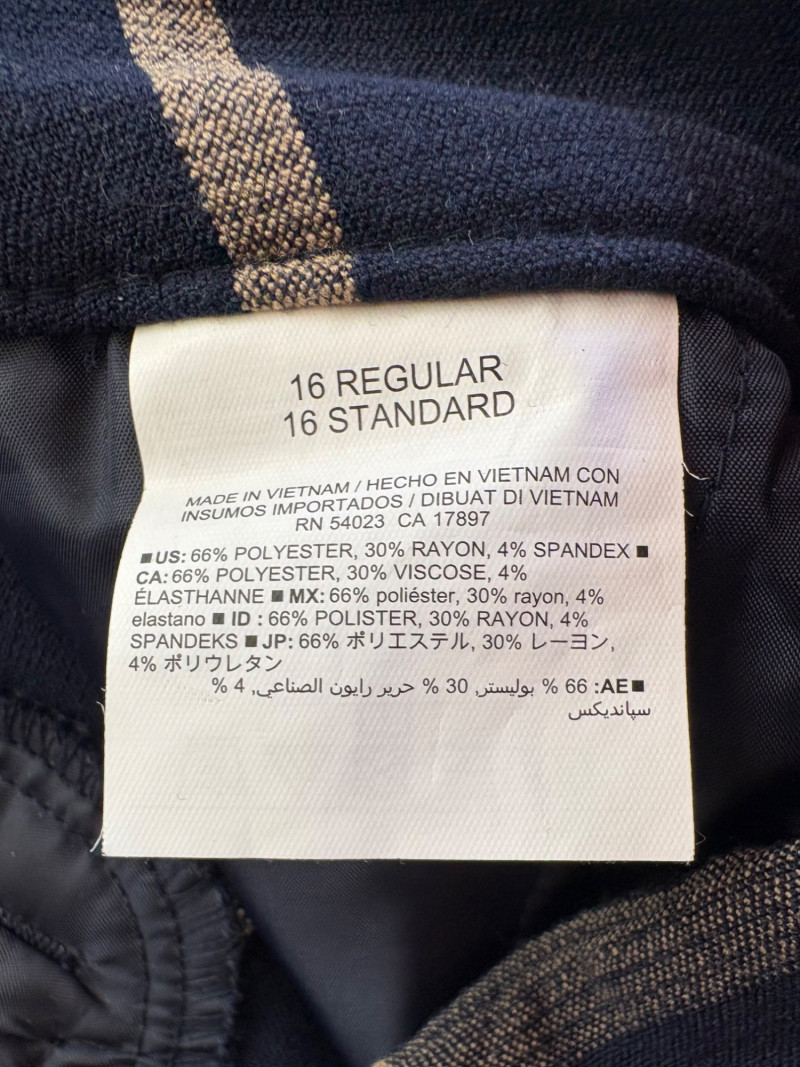 16 REGULAR
16 STANDARD
MADE IN VIETNAM / HECHO EN VIETNAM CON
INSUMOS IMPORTADOS / DIBUAT DI VIETNAM
RN 54023 CA 17897
■US: 66% POLYESTER, 30% RAYON, 4% SPANDEX ■
CA: 66% POLYESTER, 30% VISCOSE, 4%
ÉLASTHANNE ■ MX: 66% poliéster, 30% rayon, 4%
elastano ■ ID : 66% POLISTER, 30% RAYON, 4%
SPANDEKS ■ JP: 66% ポリエステル, 30% レーヨン,
4% ポリウレタン
■AE: 66 % بوليستر, 30 % حرير رايون الصناعي, 4 %
سپانديكس